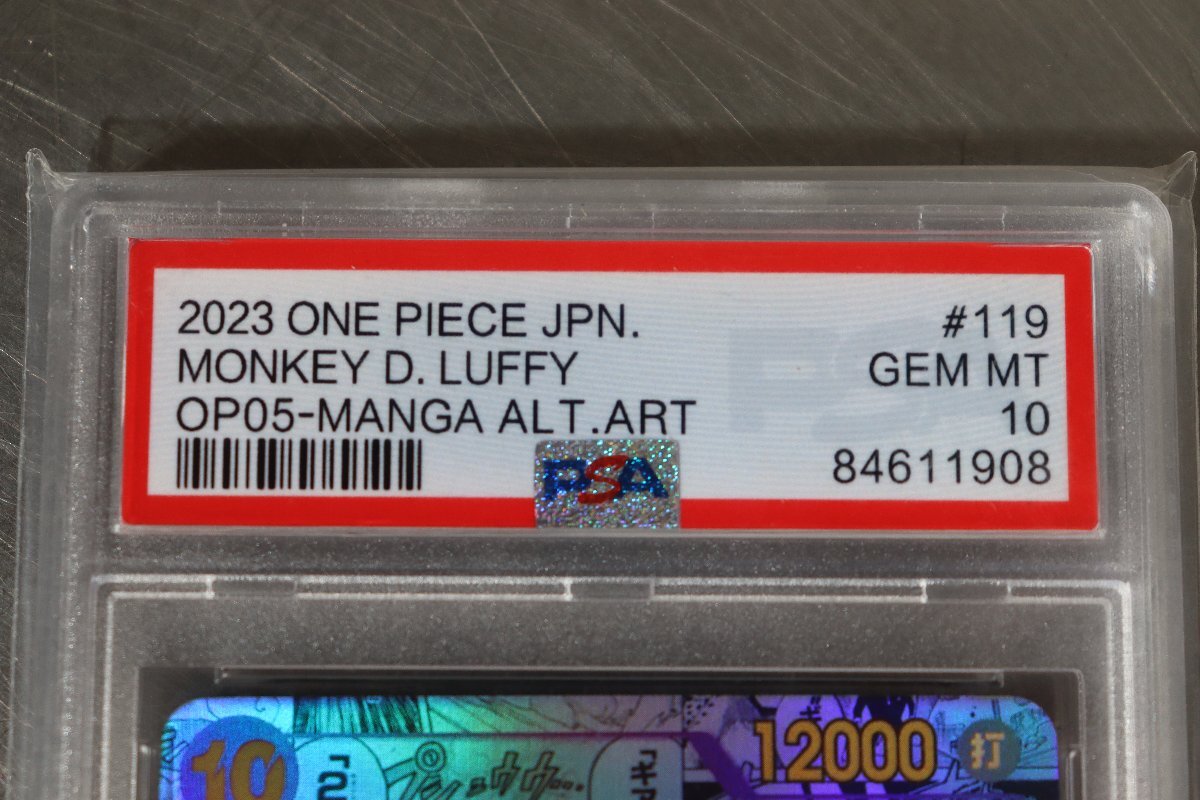 2023 ONE PIECE JPN. #119
MONKEY D. LUFFY GEM MT
OP05-MANGA ALT.ART 10
PSA 84611908
10 12000 打